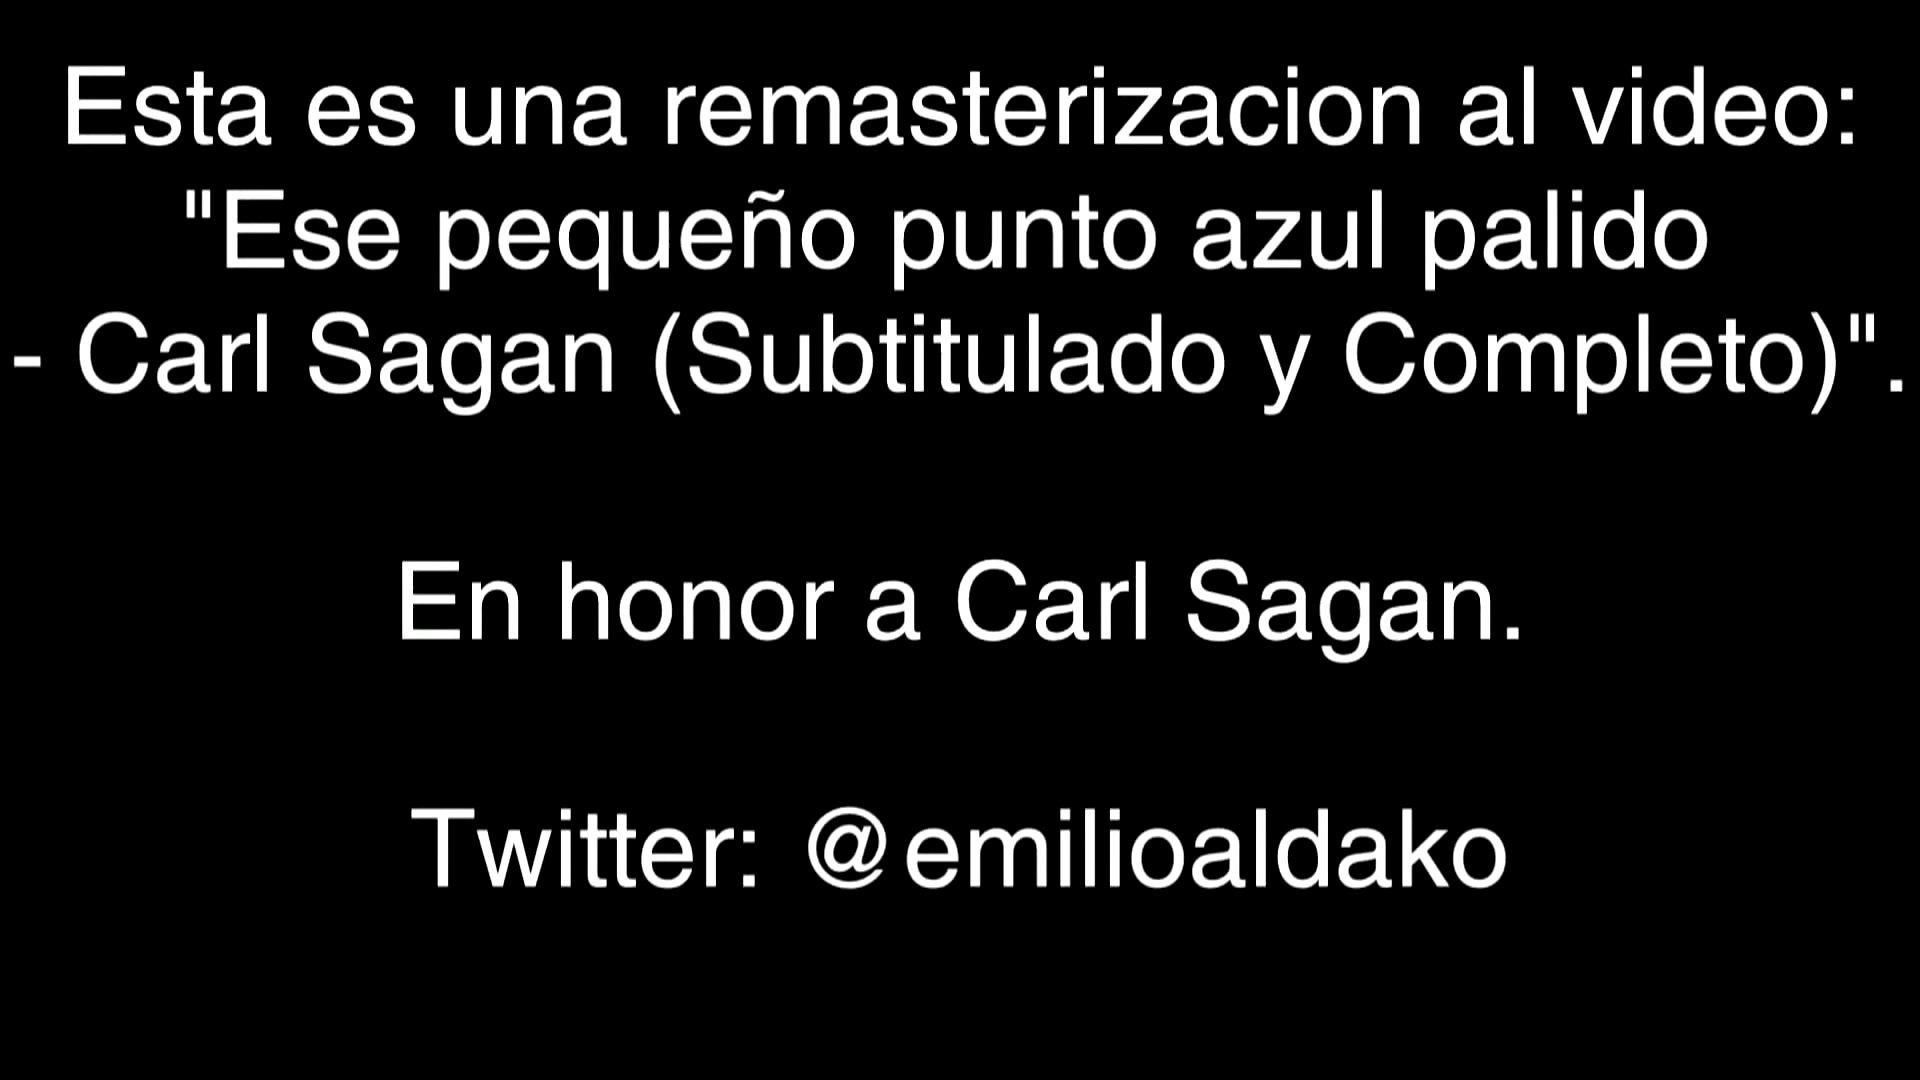 Esta es una remasterizacion al video:
"Ese pequeño punto azul palido
- Carl Sagan (Subtitulado y Completo)".
En honor a Carl Sagan.
Twitter: @emilioaldako